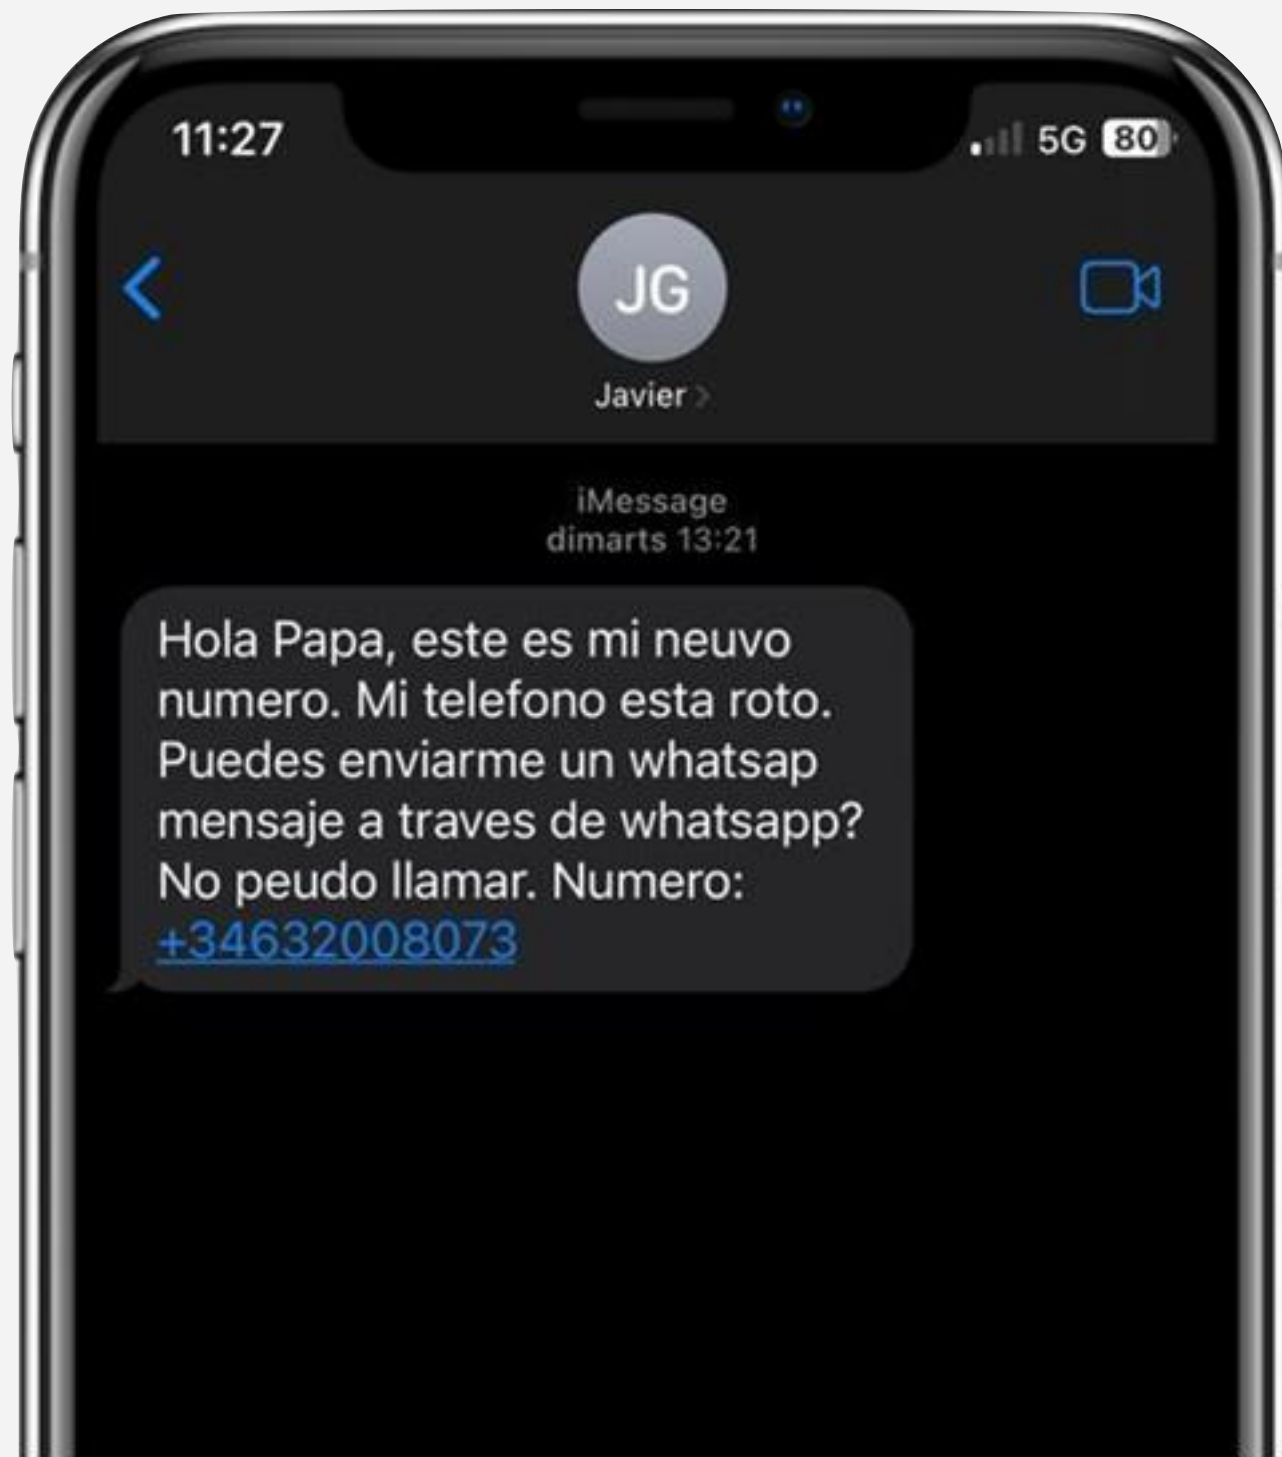 11:27
5G 80
JG
Javier
iMessage
dimarts 13:21
Hola Papa, este es mi neuvo
numero. Mi telefono esta roto.
Puedes enviarme un whatsap
mensaje a traves de whatsapp?
No peudo llamar. Numero:
+34632008073